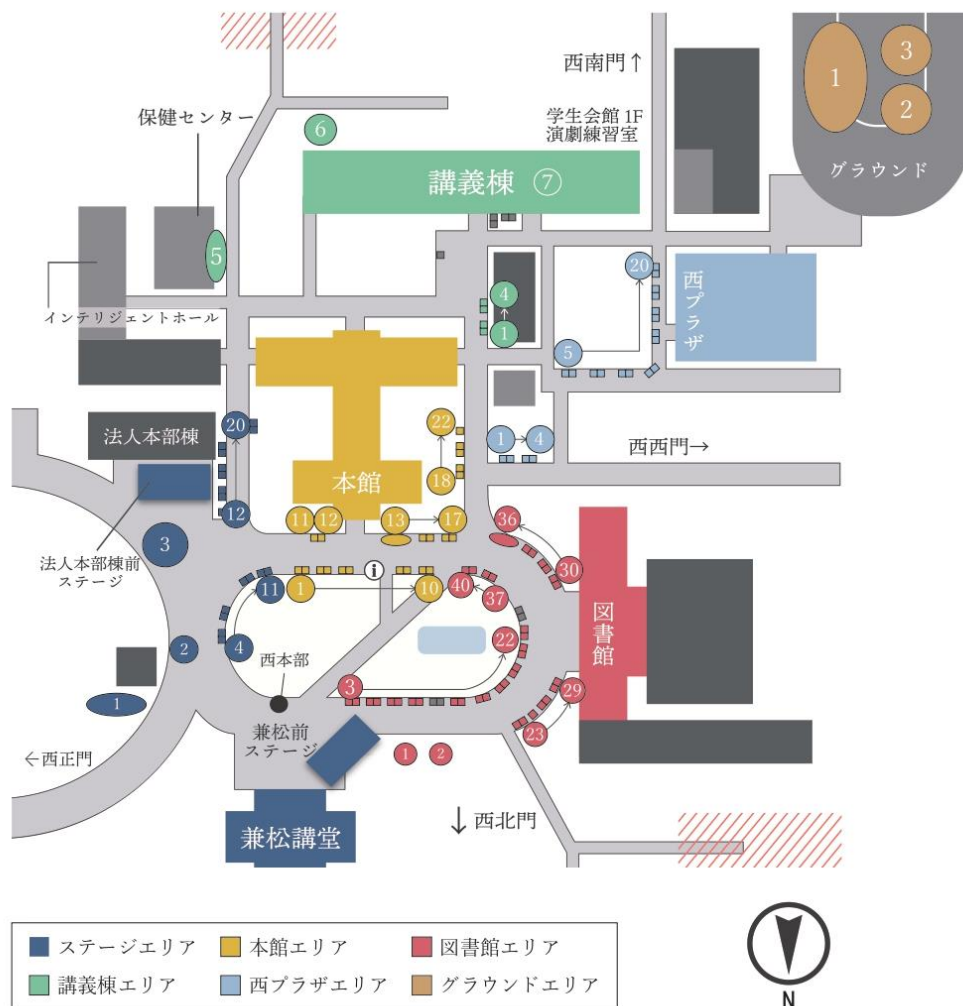 西南門↑
学生会館 1F
演劇練習室
保健センター
6
講義棟 ⑦
1
3
2
グラウンド
5
インテリジェントホール
4
1
20
5
西プラザ
法人本部棟
20
12
本館
22
18
1
4
西西門→
11
12
13
17
36
30
3
法人本部棟前
ステージ
11
4
1
i
10
40
37
22
図書館
2
1
西本部
3
29
23
←西正門
兼松前
ステージ
1
2
↓西北門
兼松講堂
ステージエリア
本館エリア
図書館エリア
講義棟エリア
西プラザエリア
グラウンドエリア
N